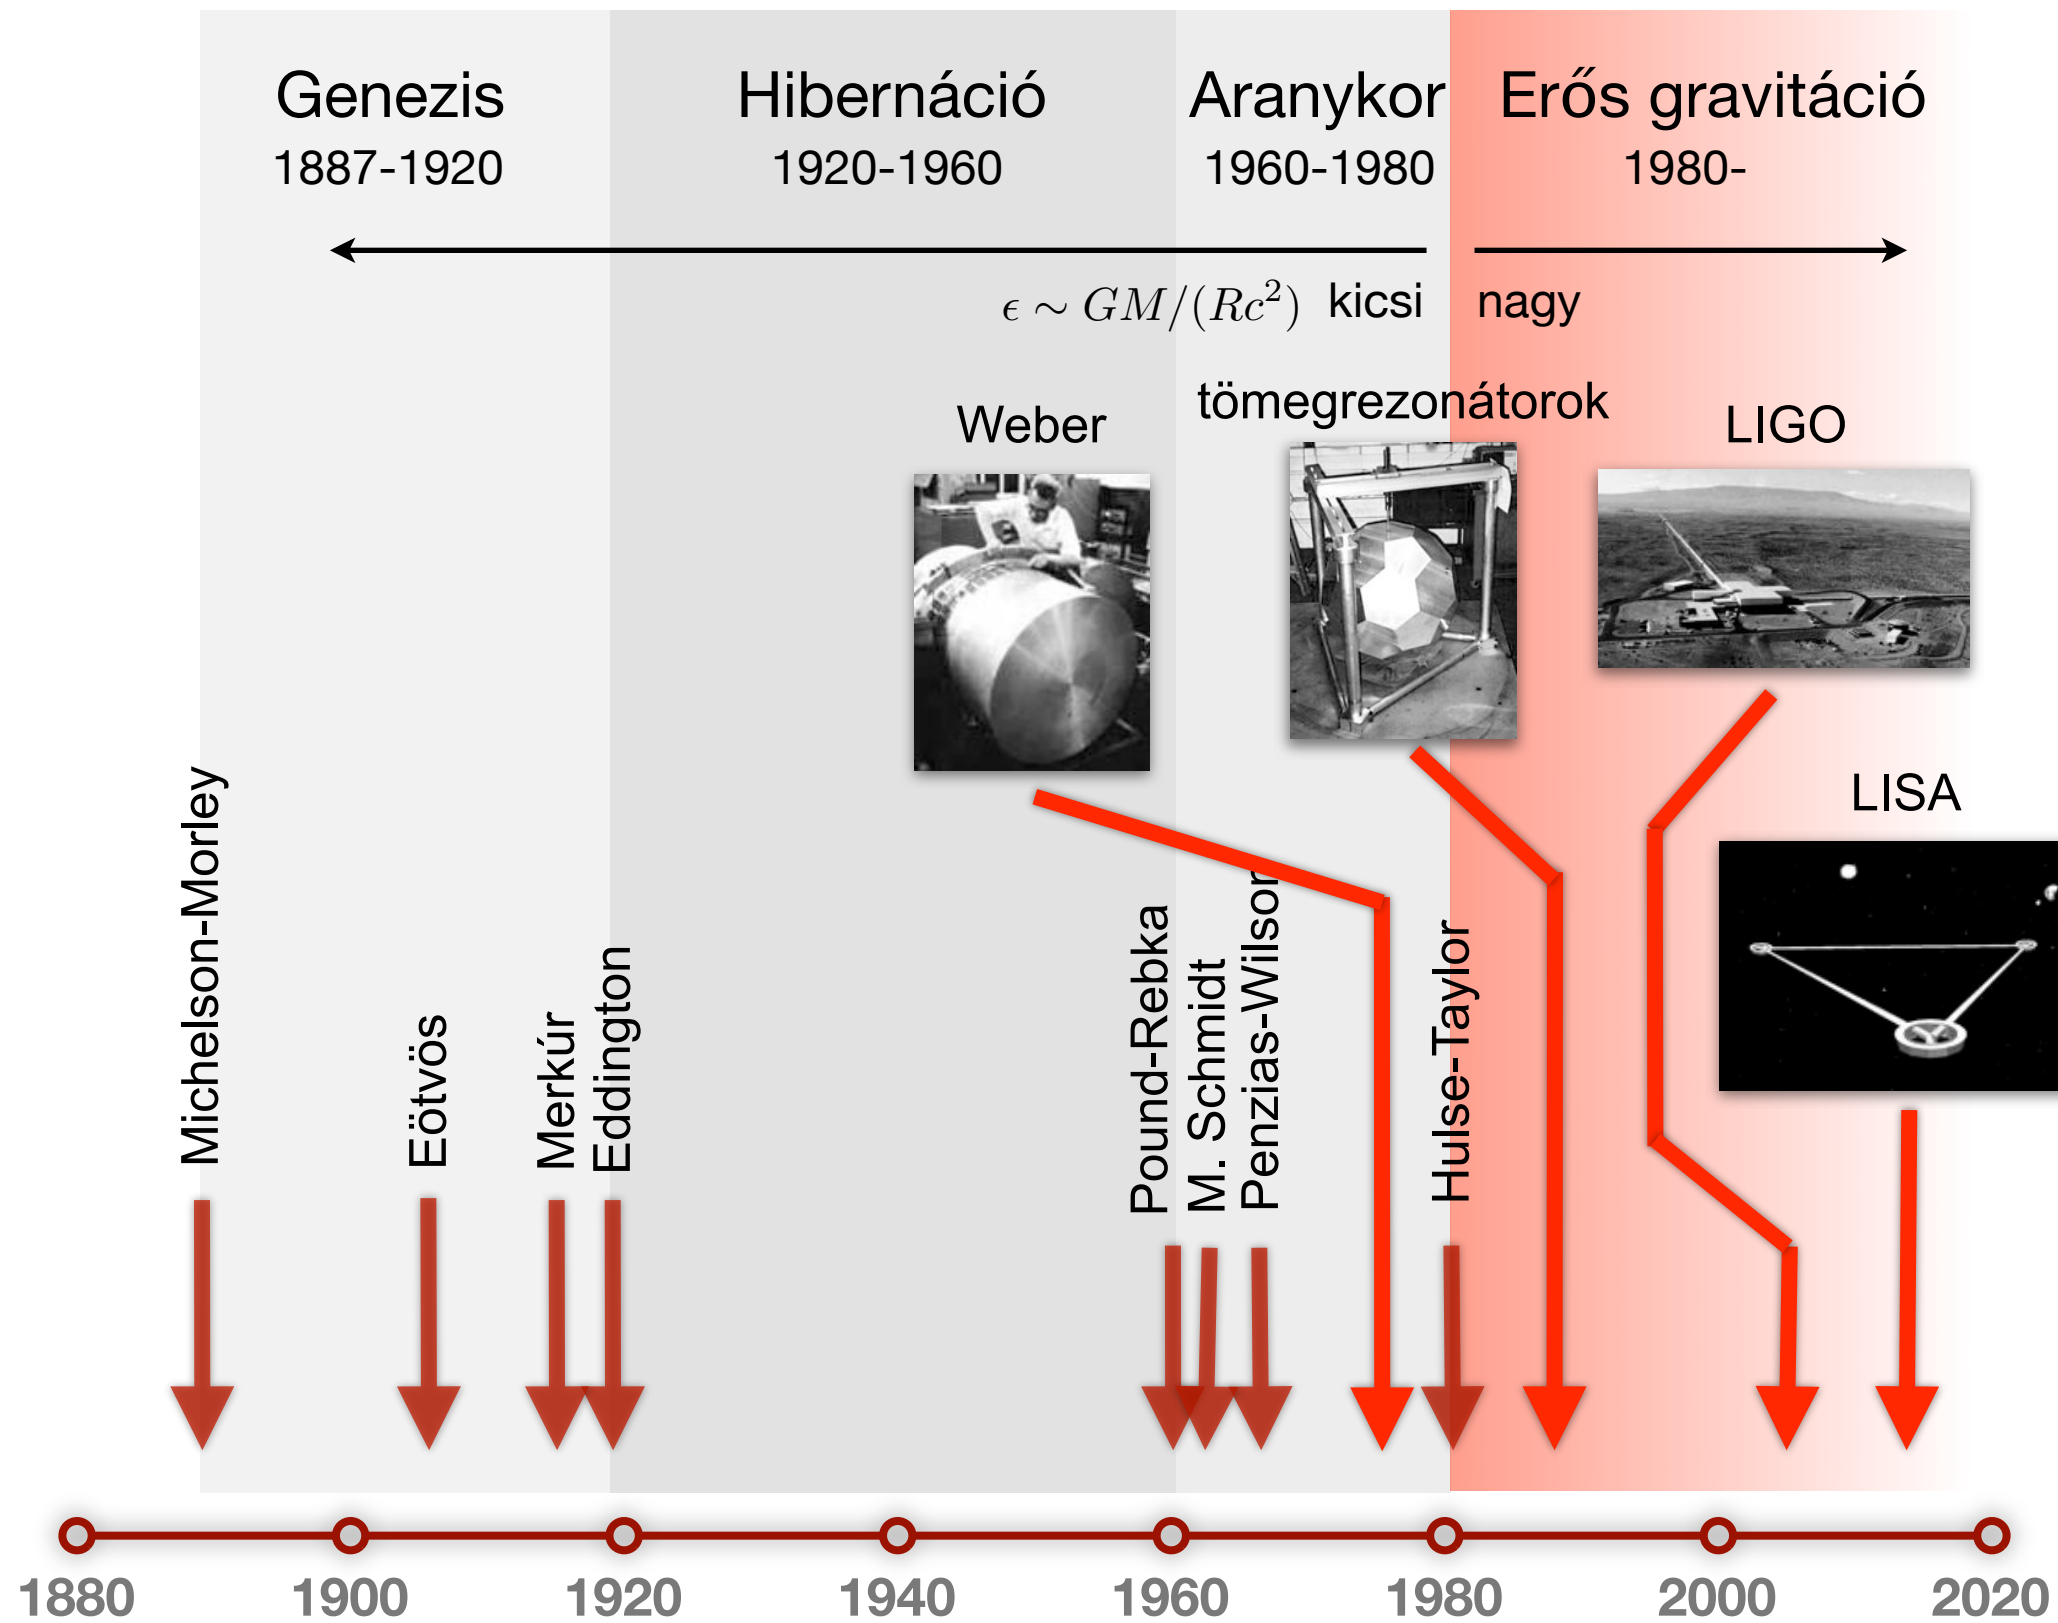 Genezis
1887-1920
Hibernáció
1920-1960
Aranykor
1960-1980
Erős gravitáció
1980-
ϵ ∼ GM/(Rc²) kicsi
nagy
Weber
tömegrezonátorok
LIGO
LISA
Michelson-Morley
Eötvös
Merkúr
Eddington
Pound-Rebka
M. Schmidt
Penzias-Wilson
Hulse-Taylor
1880 1900 1920 1940 1960 1980 2000 2020